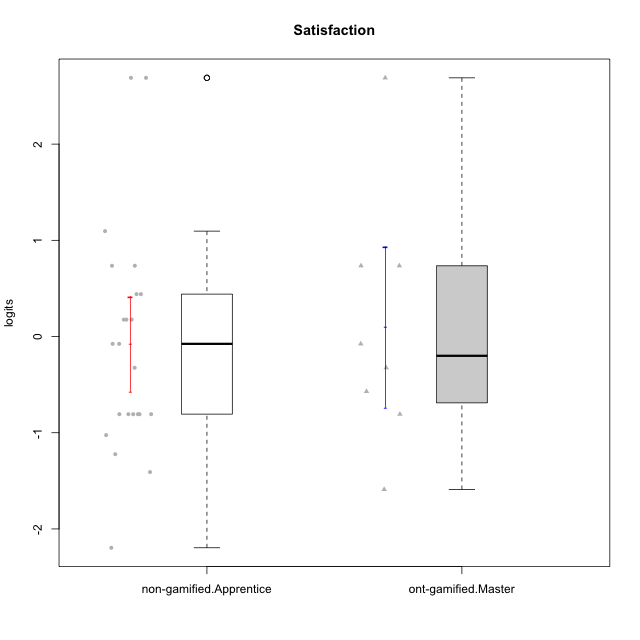 Satisfaction
logits
2
1
0
-1
-2
non-gamified.Apprentice
ont-gamified.Master